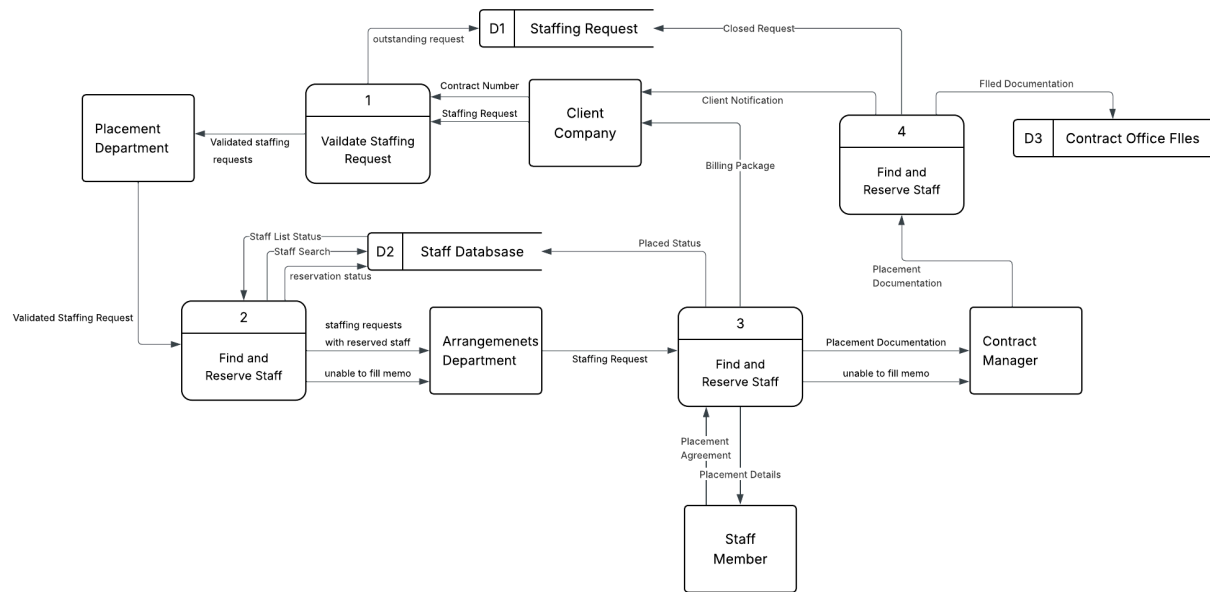 D1
Staffing Request
outstanding request
Closed Request
Contract Number
Staffing Request
1
Vaildate Staffing
Request
Client
Company
Client Notification
FIled Documentation
4
Find and
Reserve Staff
D3
Contract Office FIles
Placement
Department
Validated staffing
requests
Billing Package
Staff List Status
Staff Search
reservation status
D2
Staff Databsase
Placed Status
Placement
Documentation
Validated Staffing Request
2
Find and
Reserve Staff
staffing requests
with reserved staff
unable to fill memo
Arrangemenets
Department
Staffing Request
3
Find and
Reserve Staff
Placement Documentation
unable to fill memo
Contract
Manager
Placement
Agreement
Placement Details
Staff
Member